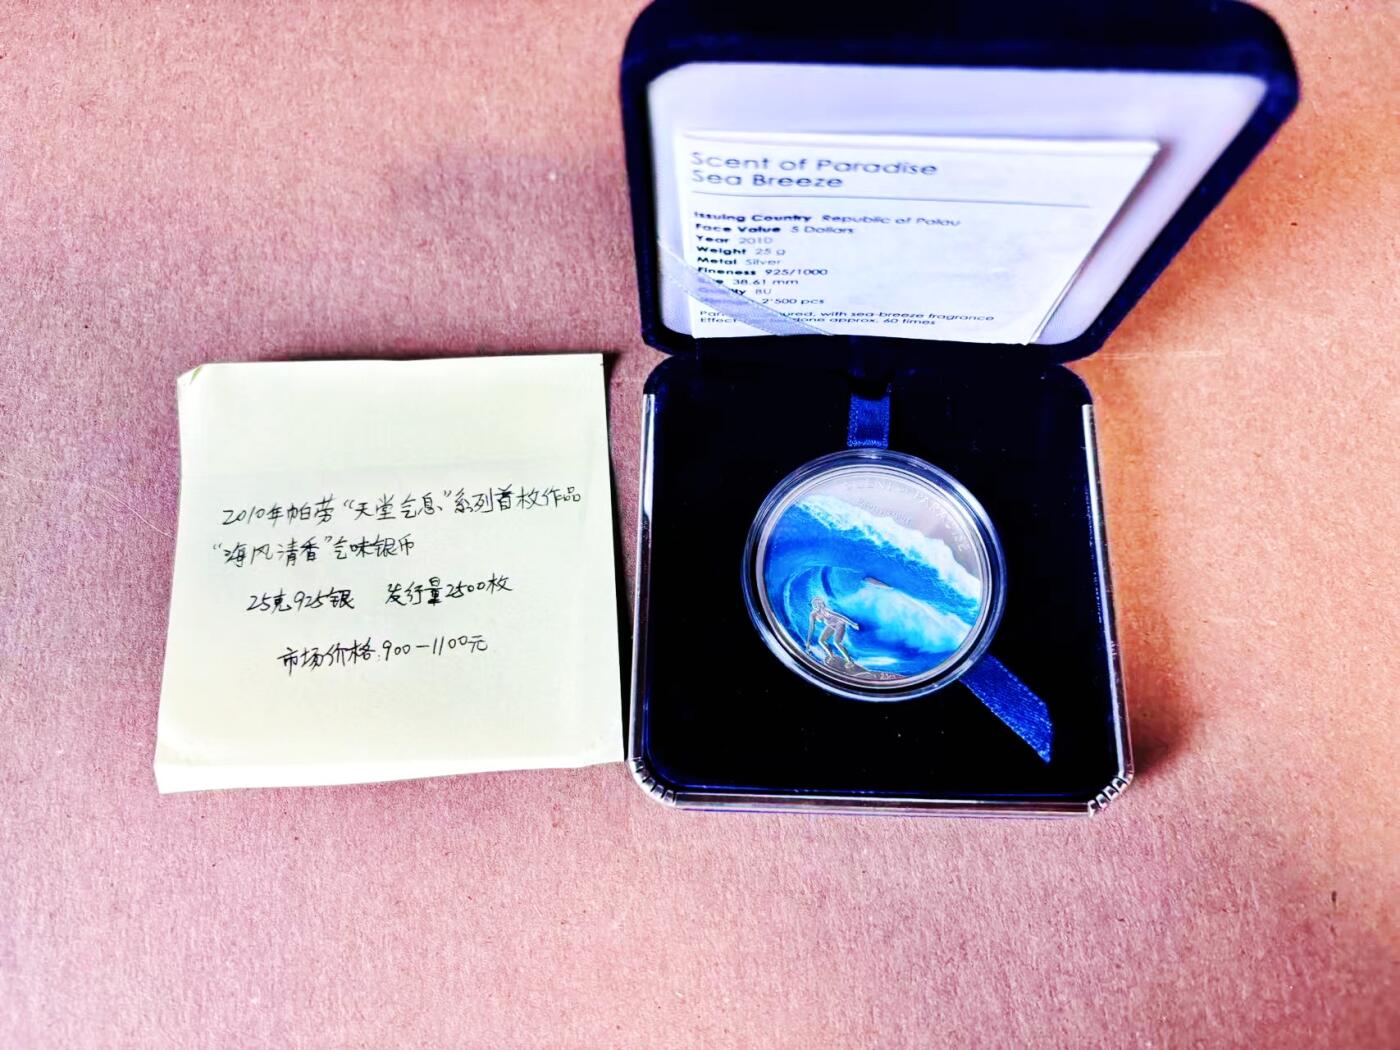 2010年帕劳“天堂气息”系列首枚作品
“海风清香”气味银币
25克925银 发行量2500枚
市场价格:900-1100元
Scent of Paradise
Sea Breeze
Issuing Country Republic of Palau
Face Value 5 Dollars
Year 2010
Weight 25 g
Metal Silver
Fineness 925/1000
38.61 mm
BU
2'500 pcs
with sea-breeze fragrance
Effect approx. 60 times
SCENT OF PARADISE